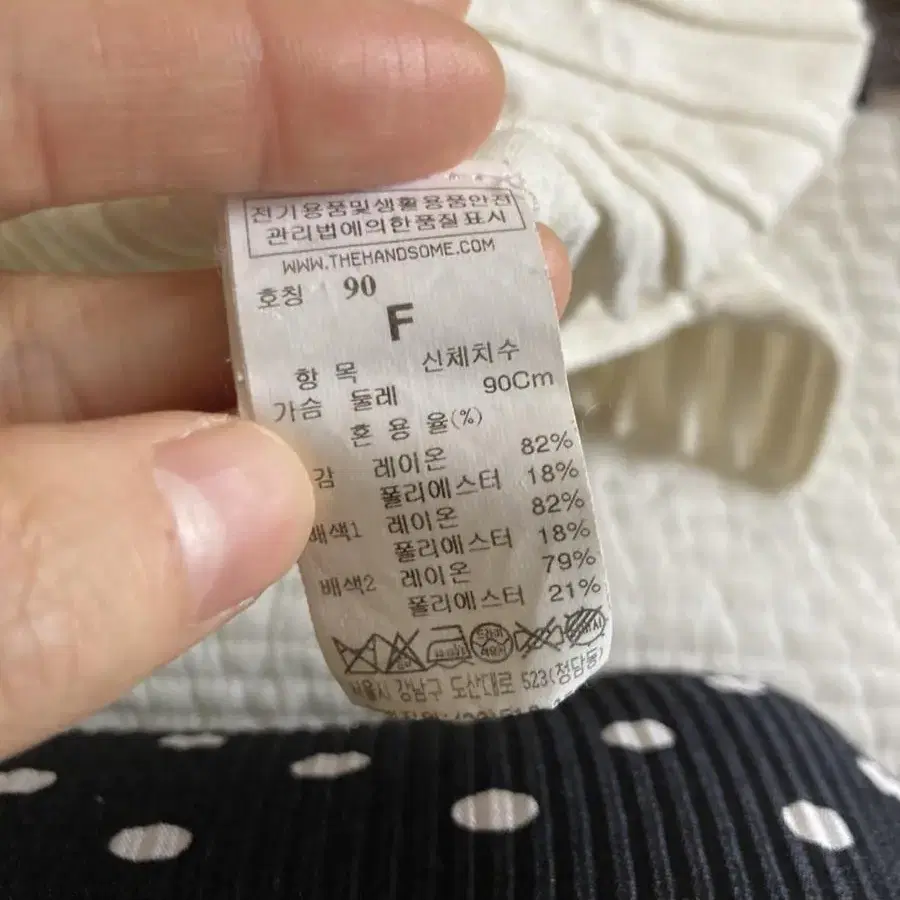 전기용품및생활용품안전
관리법에의한품질표시
WWW.THEHANDSOME.COM
호칭 90
F
항 목 신체치수
가슴 둘레 90Cm
혼 용 율(%)
감 레이온 82%
폴리에스터 18%
배색1 레이온 82%
폴리에스터 18%
배색2 레이온 79%
폴리에스터 21%
서울시 강남구 도산대로 523(청담동)